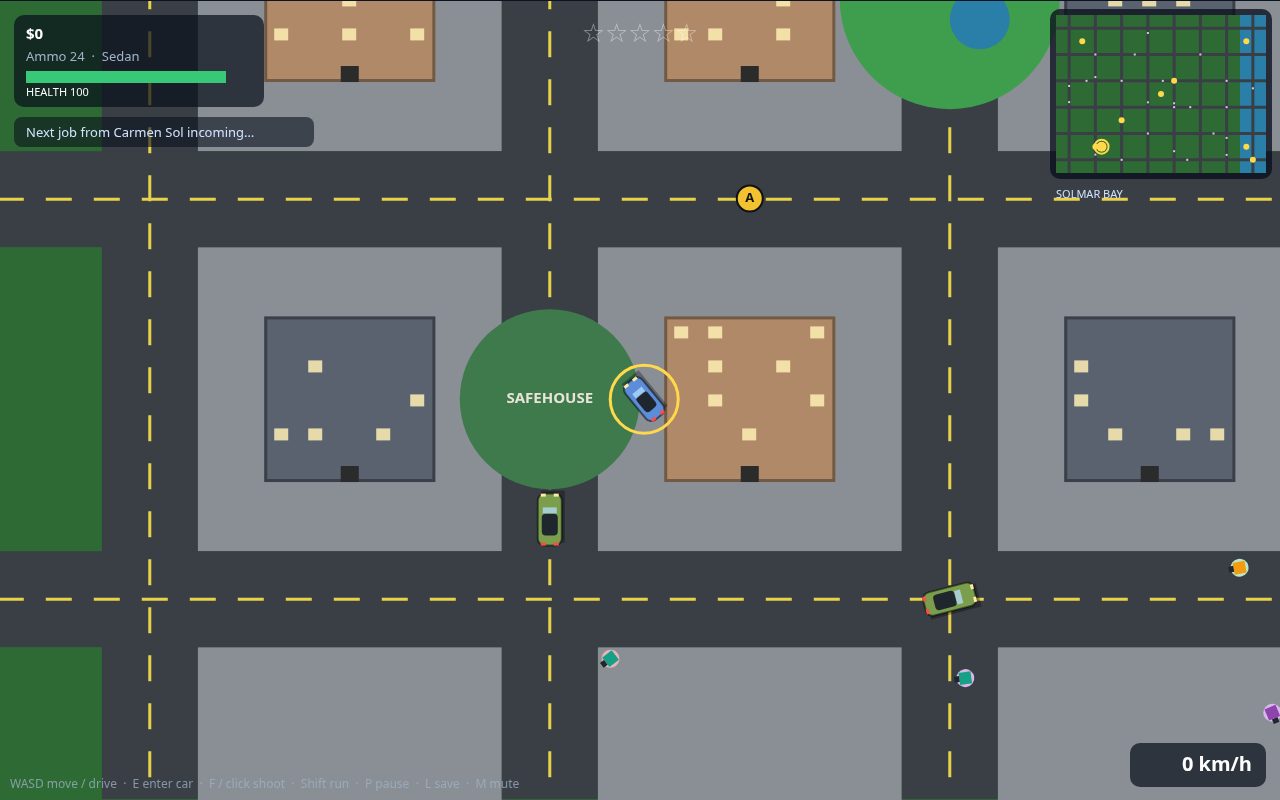 $0
Ammo 24 · Sedan
HEALTH 100
Next job from Carmen Sol incoming...
SOLMAR BAY
A
SAFEHOUSE
0 km/h
WASD move / drive · E enter car · F / click shoot · Shift run · P pause · L save · M mute